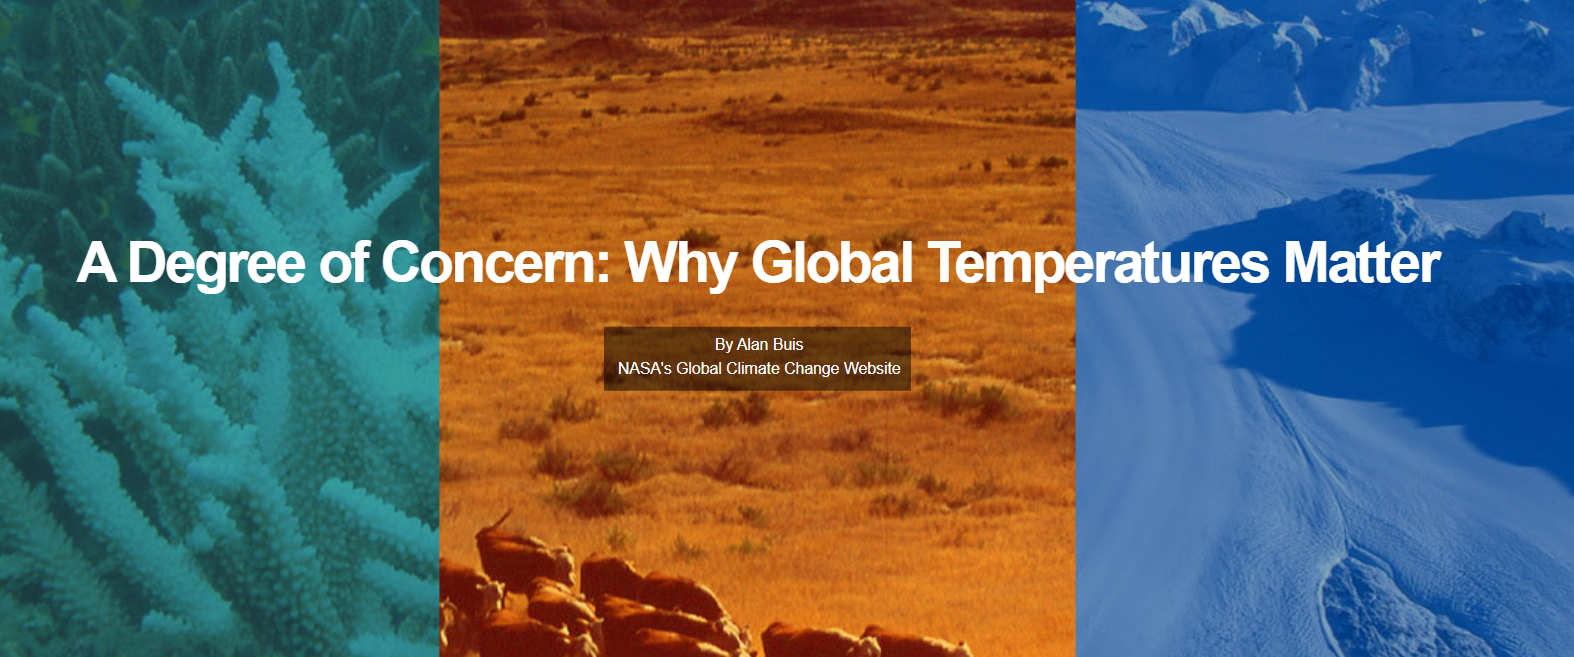 A Degree of Concern: Why Global Temperatures Matter
By Alan Buis
NASA's Global Climate Change Website